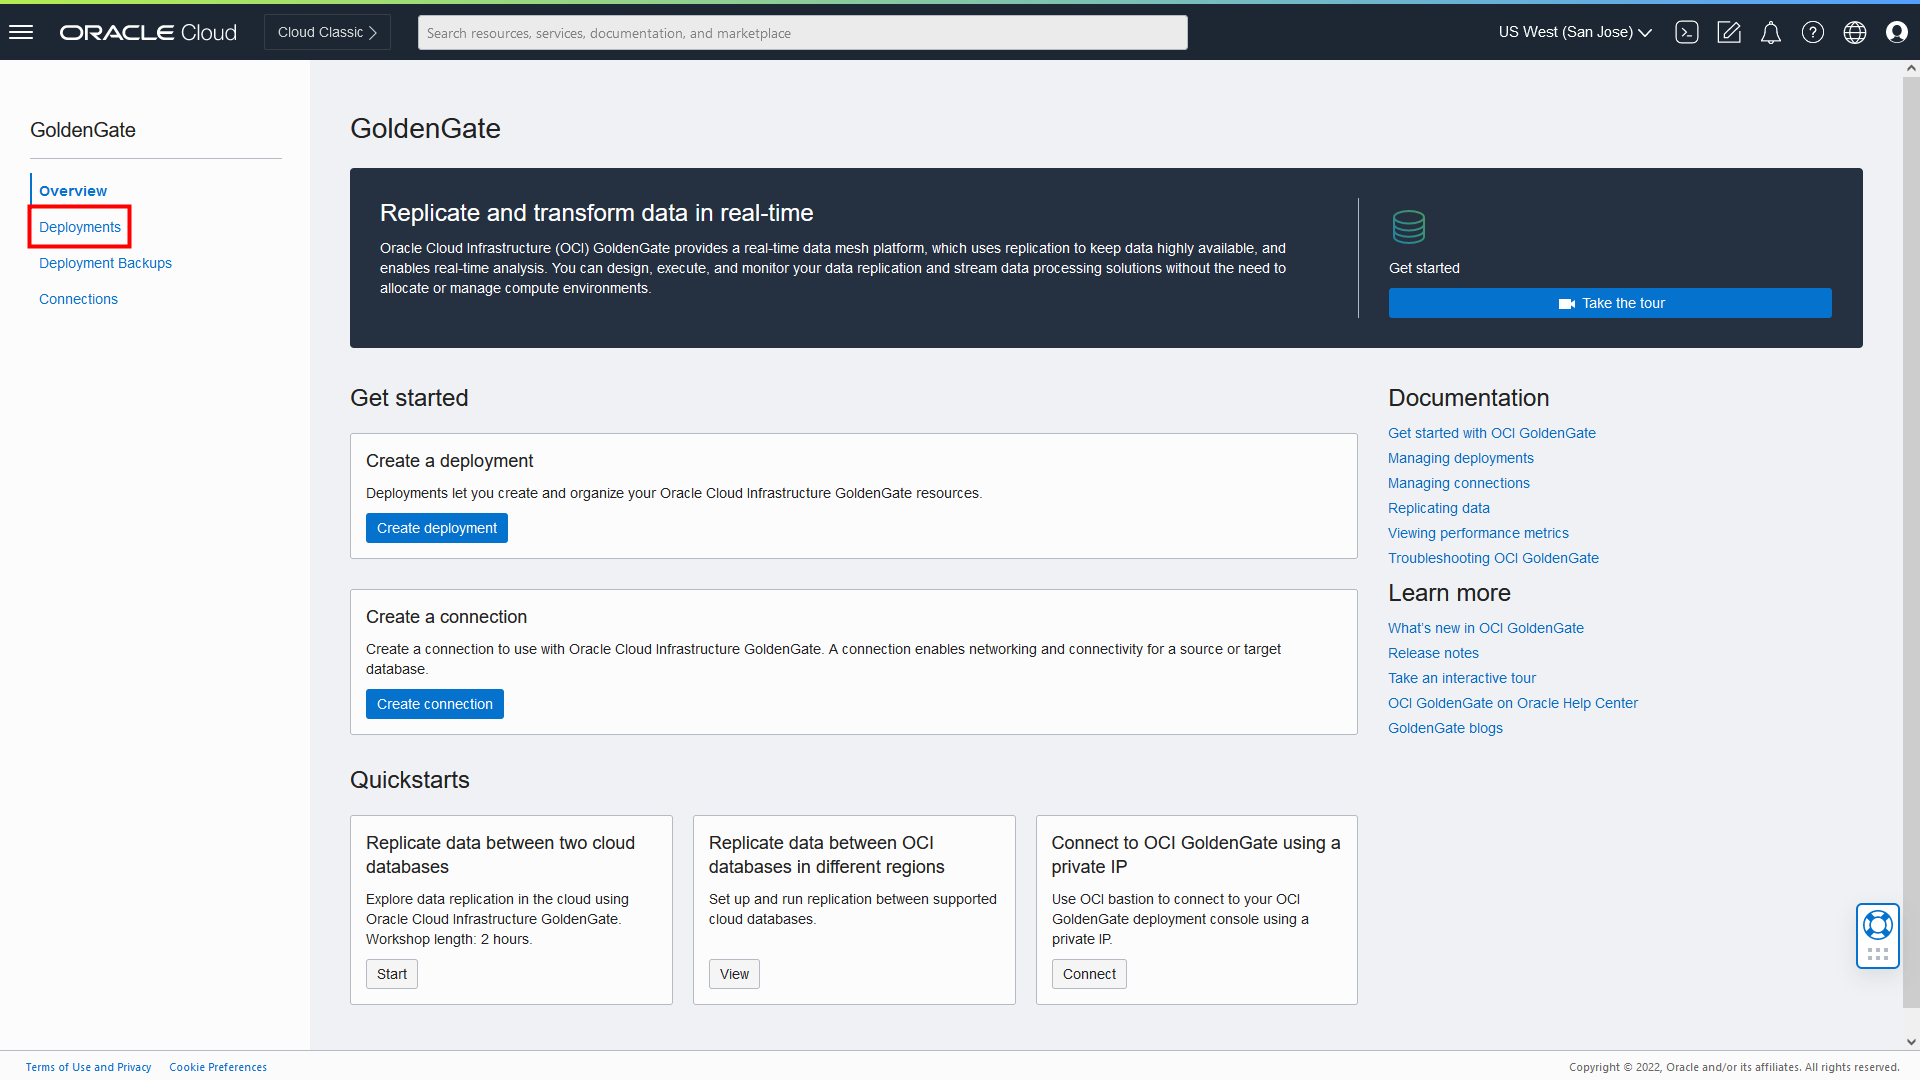 ORACLE Cloud
Cloud Classic
Search resources, services, documentation, and marketplace
US West (San Jose)
GoldenGate
Overview
Deployments
Deployment Backups
Connections
GoldenGate
Replicate and transform data in real-time
Oracle Cloud Infrastructure (OCI) GoldenGate provides a real-time data mesh platform, which uses replication to keep data highly available, and
enables real-time analysis. You can design, execute, and monitor your data replication and stream data processing solutions without the need to
allocate or manage compute environments.
Get started
Take the tour
Get started
Create a deployment
Deployments let you create and organize your Oracle Cloud Infrastructure GoldenGate resources.
Create deployment
Create a connection
Create a connection to use with Oracle Cloud Infrastructure GoldenGate. A connection enables networking and connectivity for a source or target
database.
Create connection
Documentation
Get started with OCI GoldenGate
Managing deployments
Managing connections
Replicating data
Viewing performance metrics
Troubleshooting OCI GoldenGate
Learn more
What's new in OCI GoldenGate
Release notes
Take an interactive tour
OCI GoldenGate on Oracle Help Center
GoldenGate blogs
Quickstarts
Replicate data between two cloud
databases
Explore data replication in the cloud using
Oracle Cloud Infrastructure GoldenGate.
Workshop length: 2 hours.
Start
Replicate data between OCI
databases in different regions
Set up and run replication between supported
cloud databases.
View
Connect to OCI GoldenGate using a
private IP
Use OCI bastion to connect to your OCI
GoldenGate deployment console using a
private IP.
Connect
Terms of Use and Privacy
Cookie Preferences
Copyright © 2022, Oracle and/or its affiliates. All rights reserved.